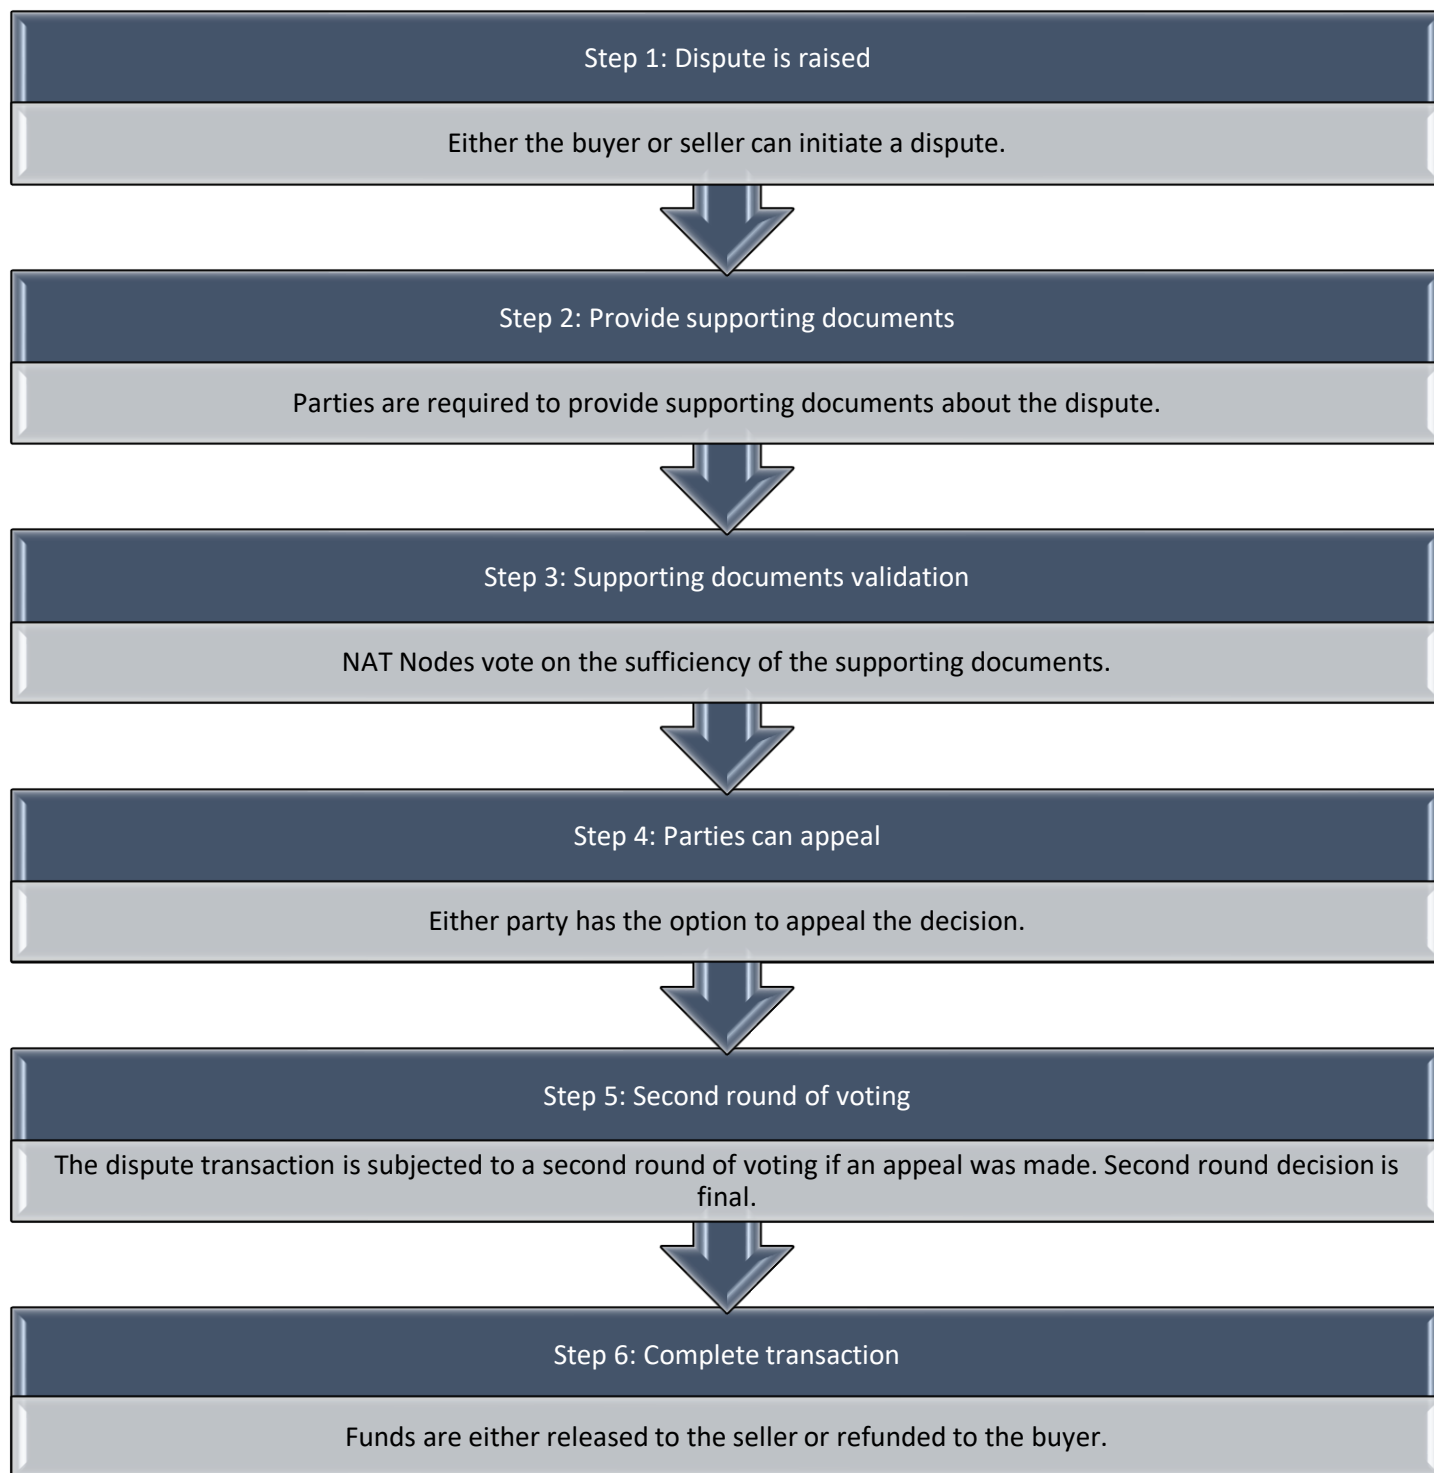 Step 1: Dispute is raised
Either the buyer or seller can initiate a dispute.
Step 2: Provide supporting documents
Parties are required to provide supporting documents about the dispute.
Step 3: Supporting documents validation
NAT Nodes vote on the sufficiency of the supporting documents.
Step 4: Parties can appeal
Either party has the option to appeal the decision.
Step 5: Second round of voting
The dispute transaction is subjected to a second round of voting if an appeal was made. Second round decision is
final.
Step 6: Complete transaction
Funds are either released to the seller or refunded to the buyer.